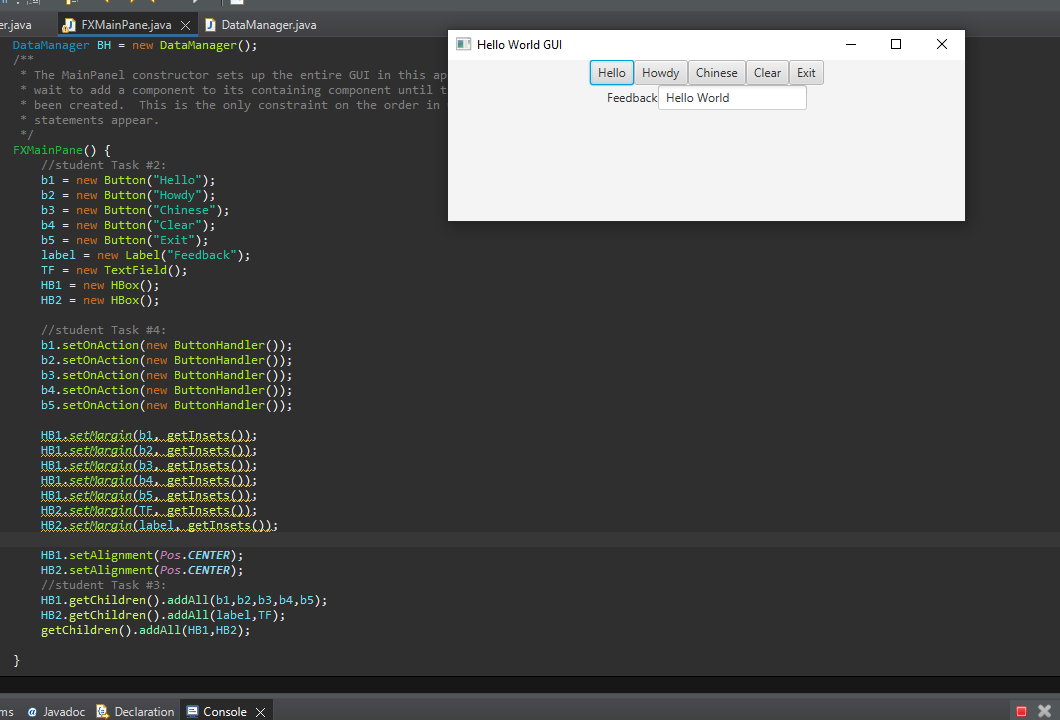 er.java FXMainPane.java DataManager.java
DataManager BH = new DataManager();
/**
* The MainPanel constructor sets up the entire GUI in this ap
* wait to add a component to its containing component until t
* been created.  This is the only constraint on the order in
* statements appear.
*/
FXMainPane() {
//student Task #2:
b1 = new Button("Hello");
b2 = new Button("Howdy");
b3 = new Button("Chinese");
b4 = new Button("Clear");
b5 = new Button("Exit");
label = new Label("Feedback");
TF = new TextField();
HB1 = new HBox();
HB2 = new HBox();
//student Task #4:
b1.setOnAction(new ButtonHandler());
b2.setOnAction(new ButtonHandler());
b3.setOnAction(new ButtonHandler());
b4.setOnAction(new ButtonHandler());
b5.setOnAction(new ButtonHandler());
HB1.setMargin(b1, getInsets());
HB1.setMargin(b2, getInsets());
HB1.setMargin(b3, getInsets());
HB1.setMargin(b4, getInsets());
HB1.setMargin(b5, getInsets());
HB2.setMargin(TF, getInsets());
HB2.setMargin(label, getInsets());
HB1.setAlignment(Pos.CENTER);
HB2.setAlignment(Pos.CENTER);
//student Task #3:
HB1.getChildren().addAll(b1,b2,b3,b4,b5);
HB2.getChildren().addAll(label,TF);
getChildren().addAll(HB1,HB2);
}
Hello World GUI
Hello Howdy Chinese Clear Exit
Feedback Hello World
ms @ Javadoc Declaration Console